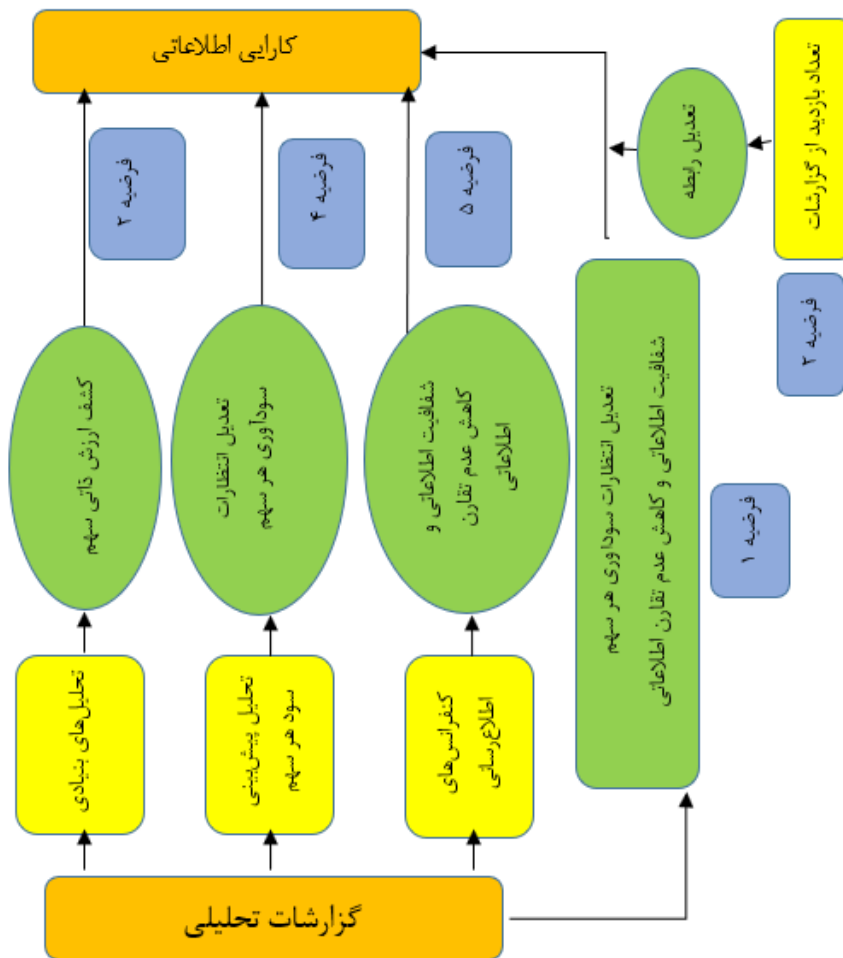 کارایی اطلاعاتی
تعداد بازدید از گزارشات
تعدیل رابطه
فرضیه ۲
فرضیه ۴
فرضیه ۵
فرضیه ۲
کشف ارزش ذاتی سهم
تعدیل انتظارات
سودآوری هر سهم
شفافیت اطلاعاتی و
کاهش عدم تقارن
اطلاعاتی
تعدیل انتظارات سوداوری هر سهم
شفافیت اطلاعاتی و کاهش عدم تقارن اطلاعاتی
فرضیه ۱
تحلیل‌های بنیادی
تحلیل پیش‌بینی
سود هر سهم
کنفرانس‌های
اطلاع‌رسانی
گزارشات تحلیلی